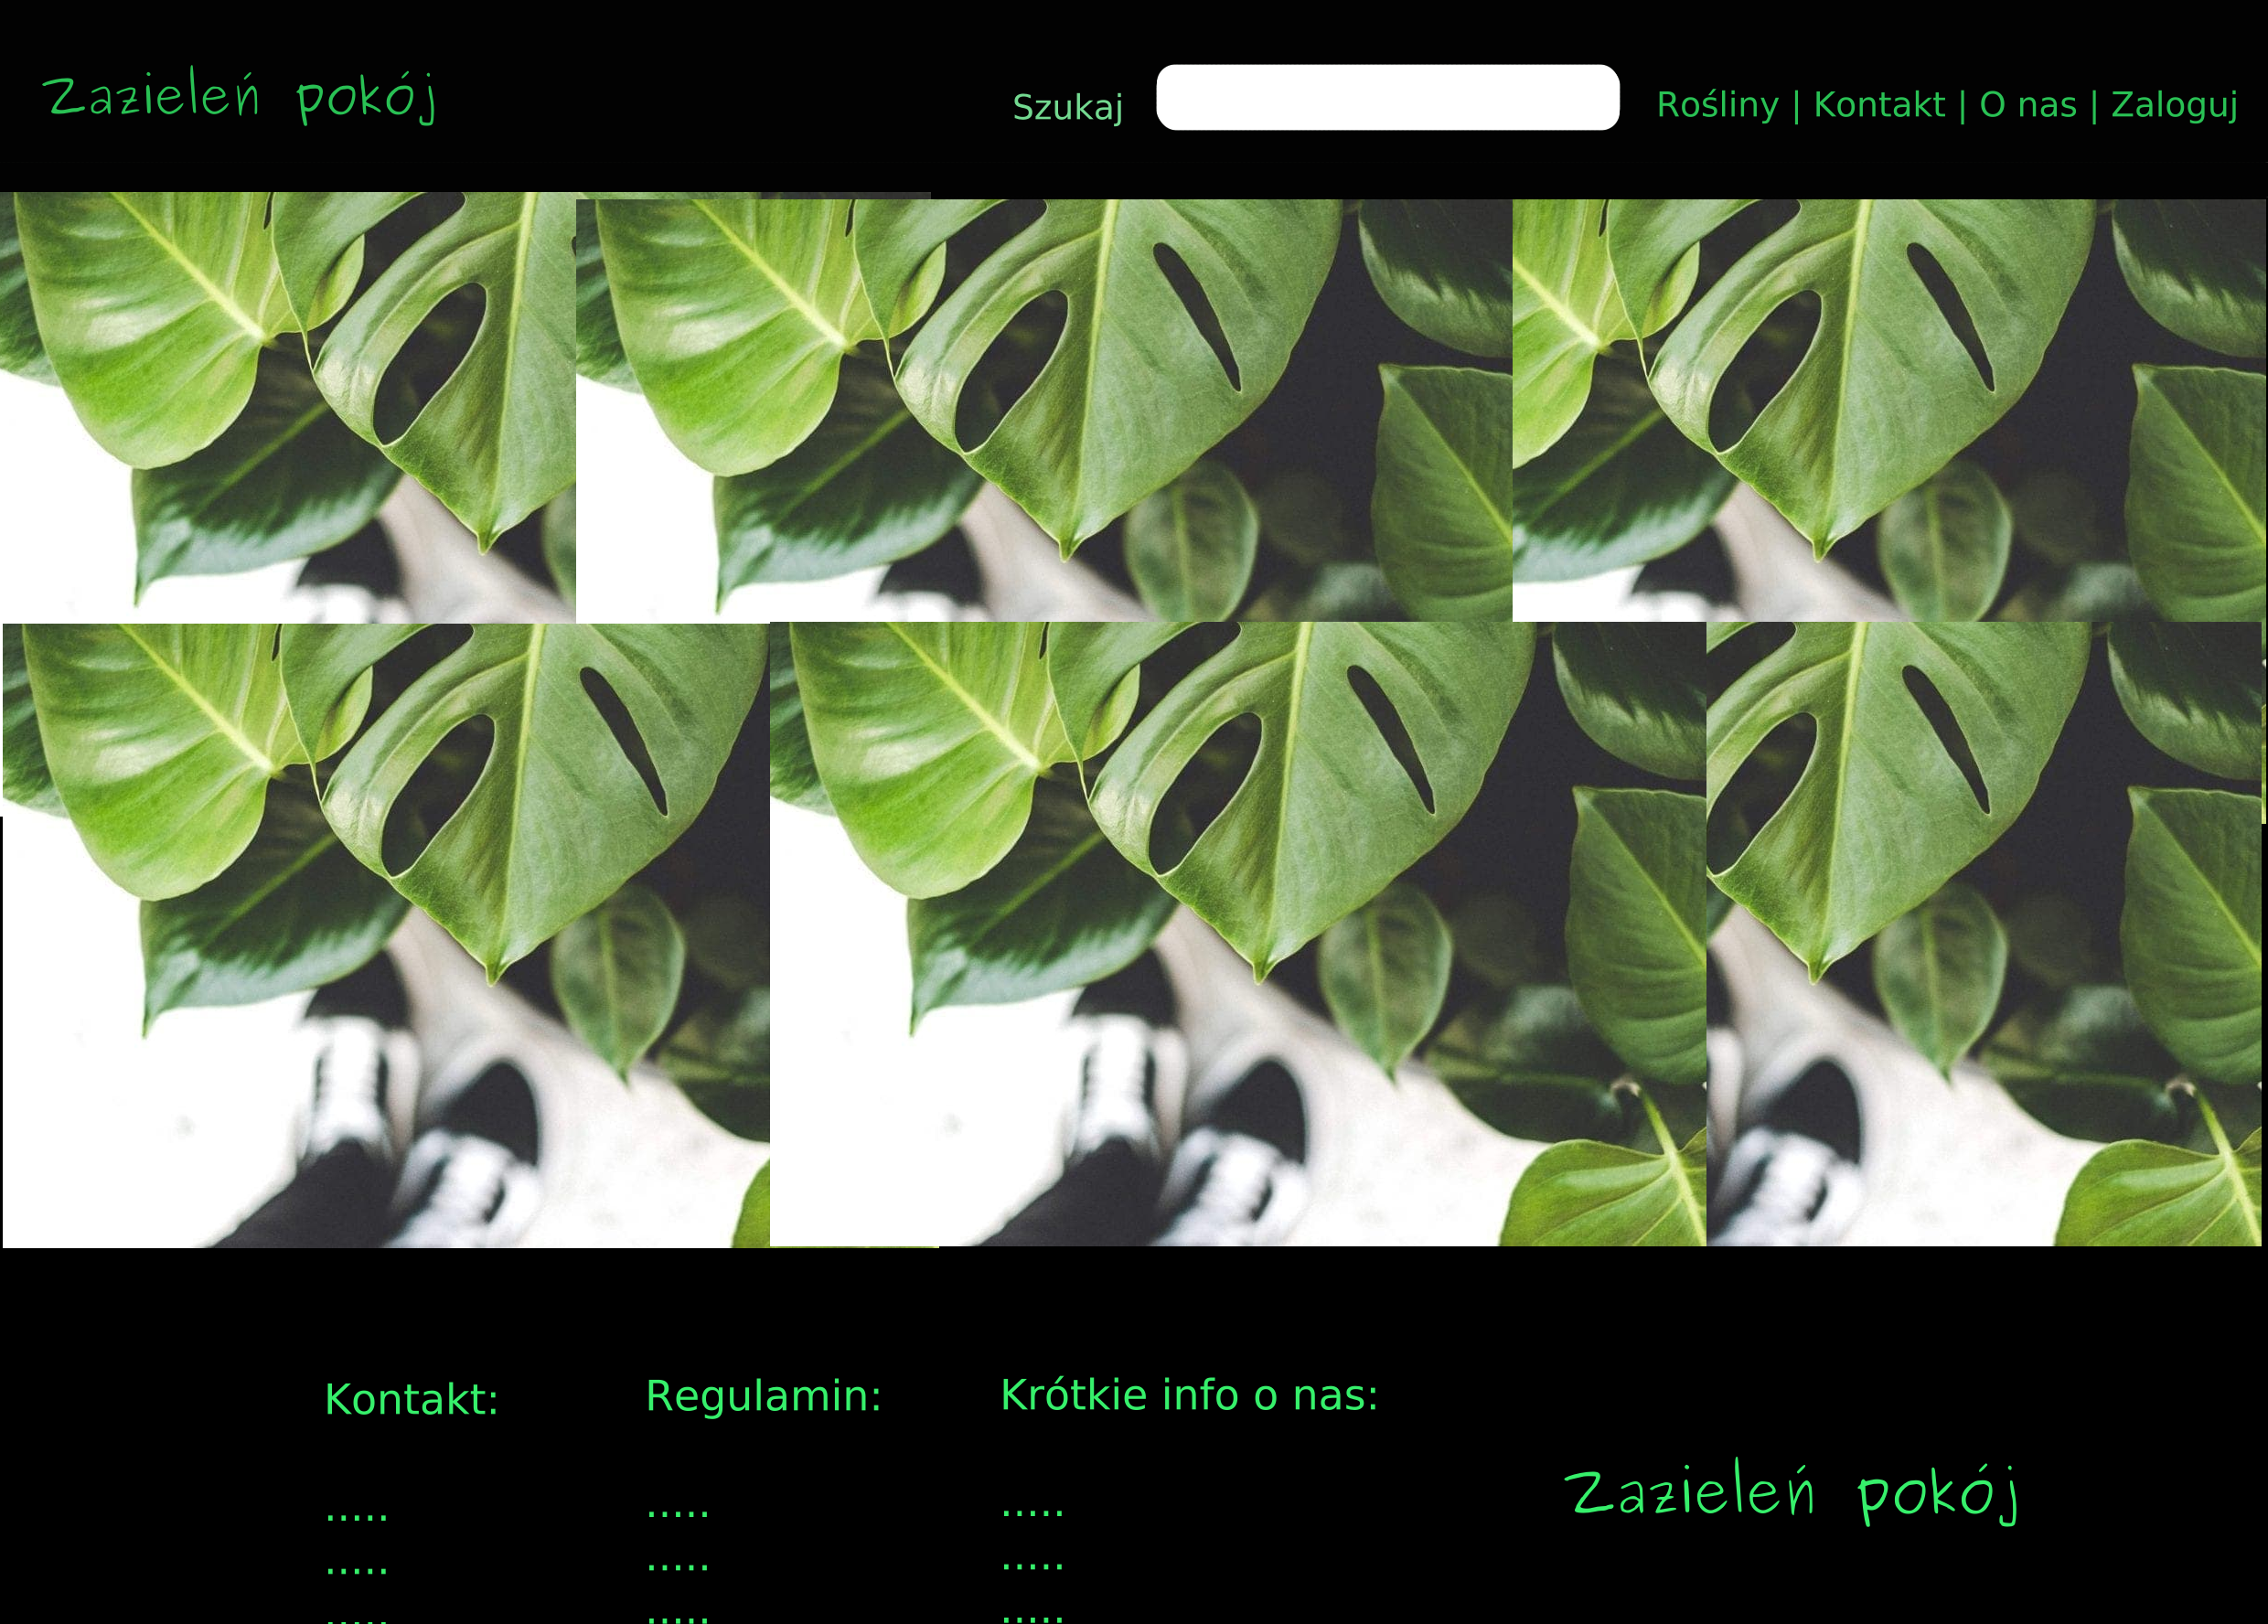 Zazieleń pokój
Szukaj
Rośliny | Kontakt | O nas | Zaloguj
Kontakt:
.....
.....
.....
Regulamin:
.....
.....
.....
Krótkie info o nas:
.....
.....
.....
Zazieleń pokój